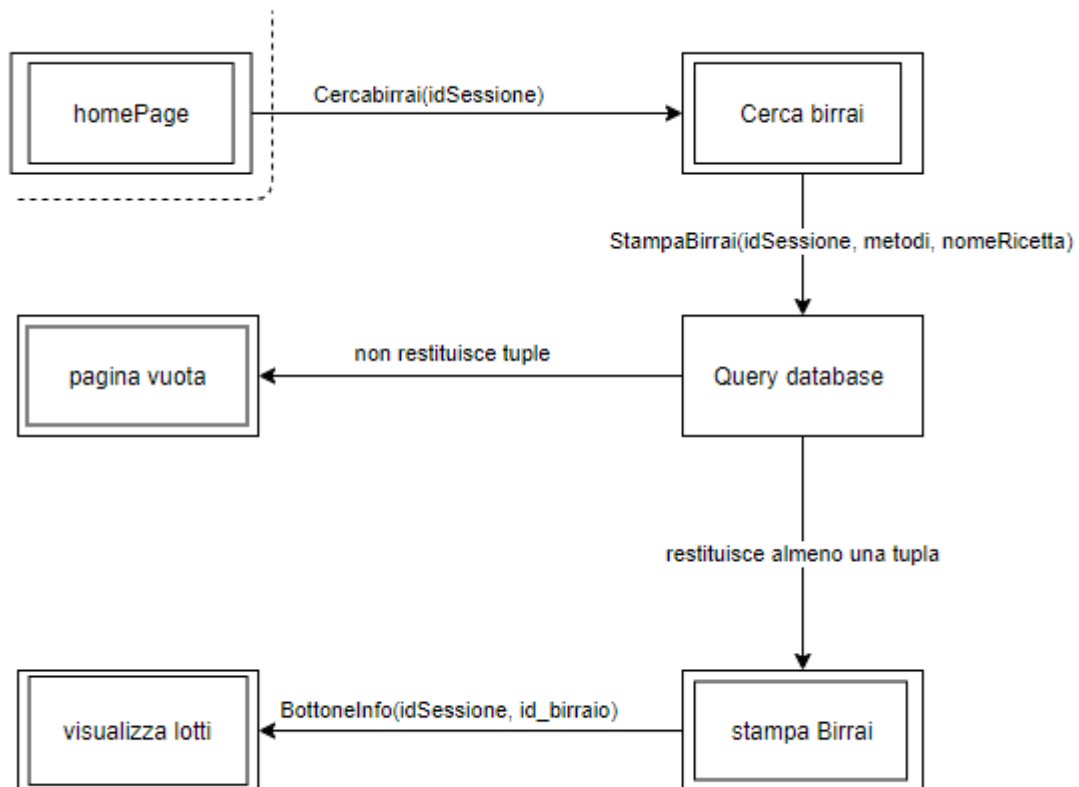 homePage
Cercabirrai(idSessione)
Cerca birrai
StampaBirrai(idSessione, metodi, nomeRicetta)
pagina vuota
non restituisce tuple
Query database
restituisce almeno una tupla
visualizza lotti
BottoneInfo(idSessione, id_birraio)
stampa Birrai